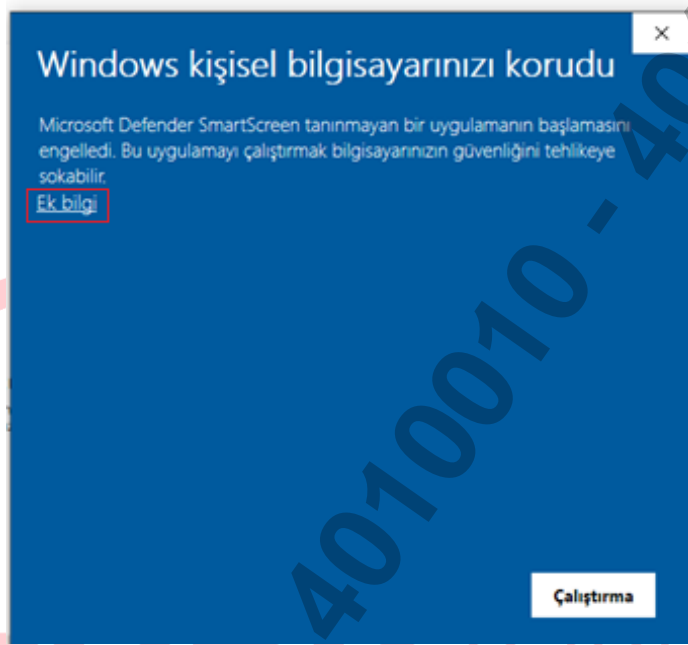 Windows kişisel bilgisayarınızı korudu
Microsoft Defender SmartScreen tanınmayan bir uygulamanın başlamasını
engelledi. Bu uygulamayı çalıştırmak bilgisayarınızın güvenliğini tehlikeye
sokabilir.
Ek bilgi
4010010 - 40
Çalıştırma